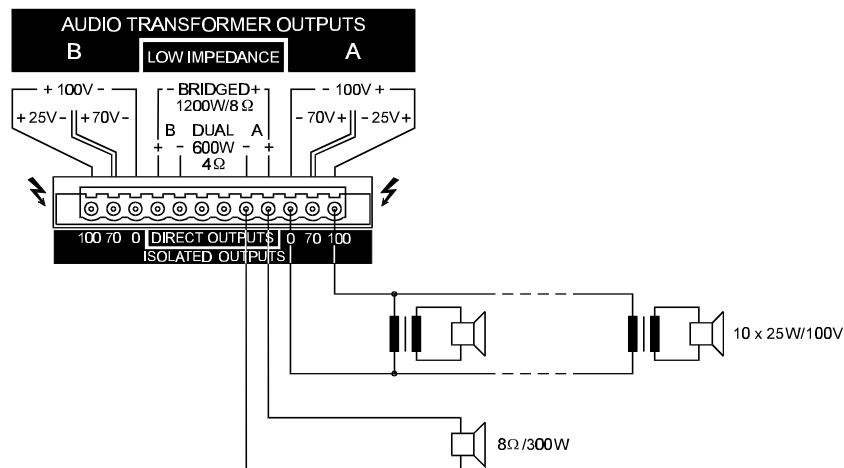 AUDIO TRANSFORMER OUTPUTS
B LOW IMPEDANCE A
+ 100V - - BRIDGED + - 100V +
1200W/8 Ω
+ 25V - + 70V - - 70V + - 25V +
B DUAL A
+ - 600W - +
4 Ω
100 70 0 DIRECT OUTPUTS 0 70 100
ISOLATED OUTPUTS
10 x 25W/100V
8Ω/300W